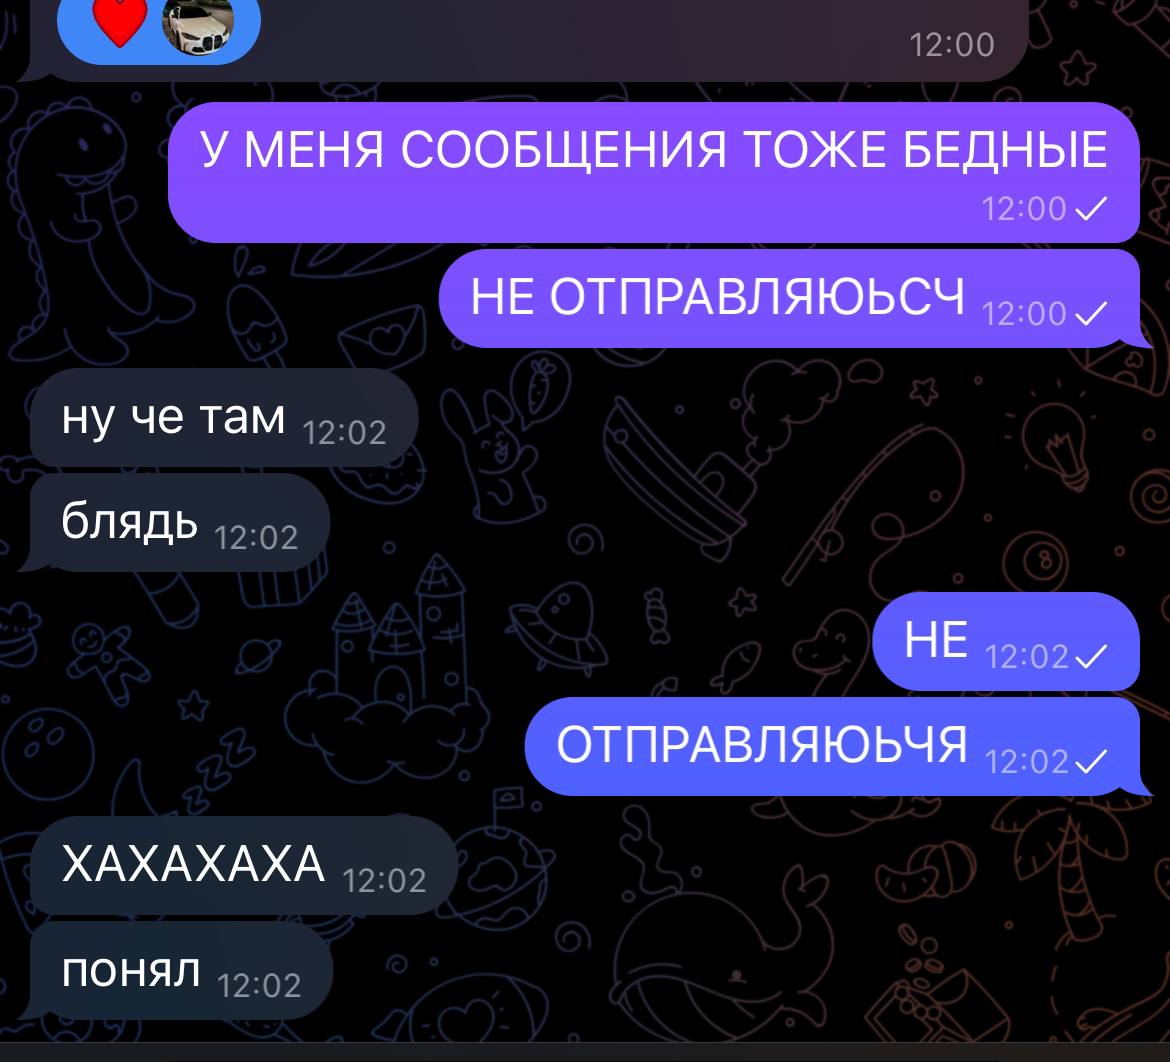 12:00
У МЕНЯ СООБЩЕНИЯ ТОЖЕ БЕДНЫЕ
12:00
НЕ ОТПРАВЛЯЮЬСЧ 12:00
ну че там 12:02
блядь 12:02
НЕ 12:02
ОТПРАВЛЯЮЬЧЯ 12:02
ХАХАХАХА 12:02
понял 12:02